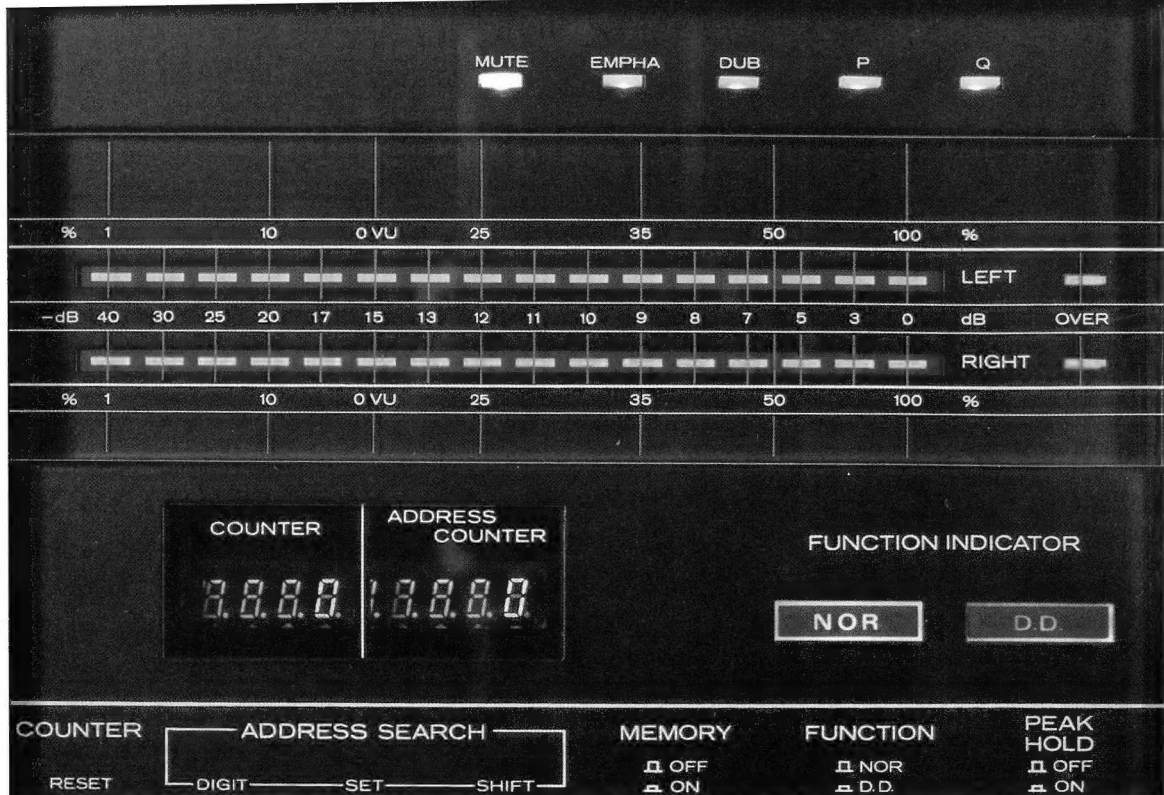 MUTE EMPHA DUB P Q
% 1 10 0 VU 25 35 50 100 %
LEFT
–dB 40 30 25 20 17 15 13 12 11 10 9 8 7 5 3 0 dB OVER
RIGHT
% 1 10 0 VU 25 35 50 100 %
COUNTER
ADDRESS
COUNTER
0
0
FUNCTION INDICATOR
NOR
D.D.
COUNTER
RESET
ADDRESS SEARCH
DIGIT SET SHIFT
MEMORY
OFF
ON
FUNCTION
NOR
D.D.
PEAK
HOLD
OFF
ON